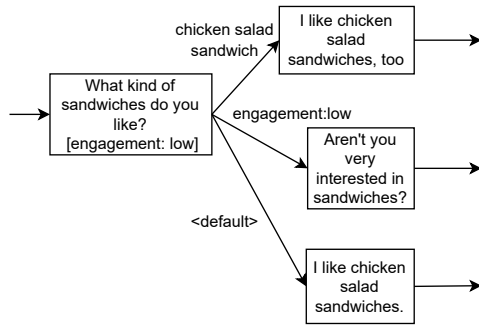 chicken salad
sandwich
I like chicken
salad
sandwiches, too
What kind of
sandwiches do you
like?
[engagement: low]
engagement:low
Aren't you
very
interested in
sandwiches?
<default>
I like chicken
salad
sandwiches.